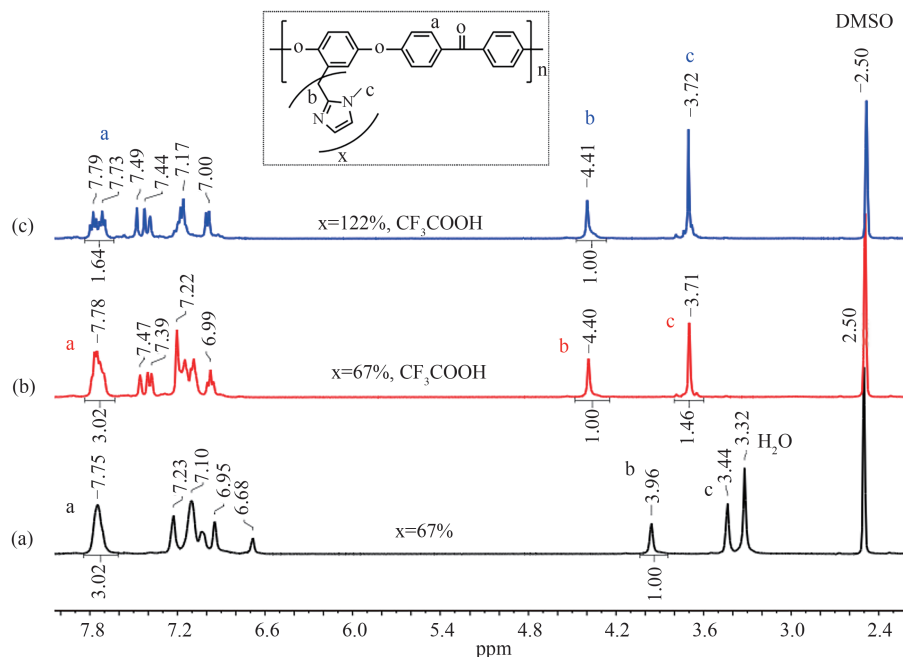 a
O
o
o
n
b
c
N
N
x
DMSO
2.50
a
b
c
7.79
7.73
7.49
7.44
7.17
7.00
4.41
3.72
(c)
x=122%, CF₃COOH
1.64
1.00
a
7.78
7.47
7.39
7.22
6.99
b
4.40
c
3.71
2.50
(b)
x=67%, CF₃COOH
3.02
1.00
1.46
a
7.75
7.23
7.10
6.95
6.68
b
3.96
c
3.44
3.32
H₂O
(a)
x=67%
3.02
1.00
7.8 7.2 6.6 6.0 5.4 4.8 4.2 3.6 3.0 2.4
ppm